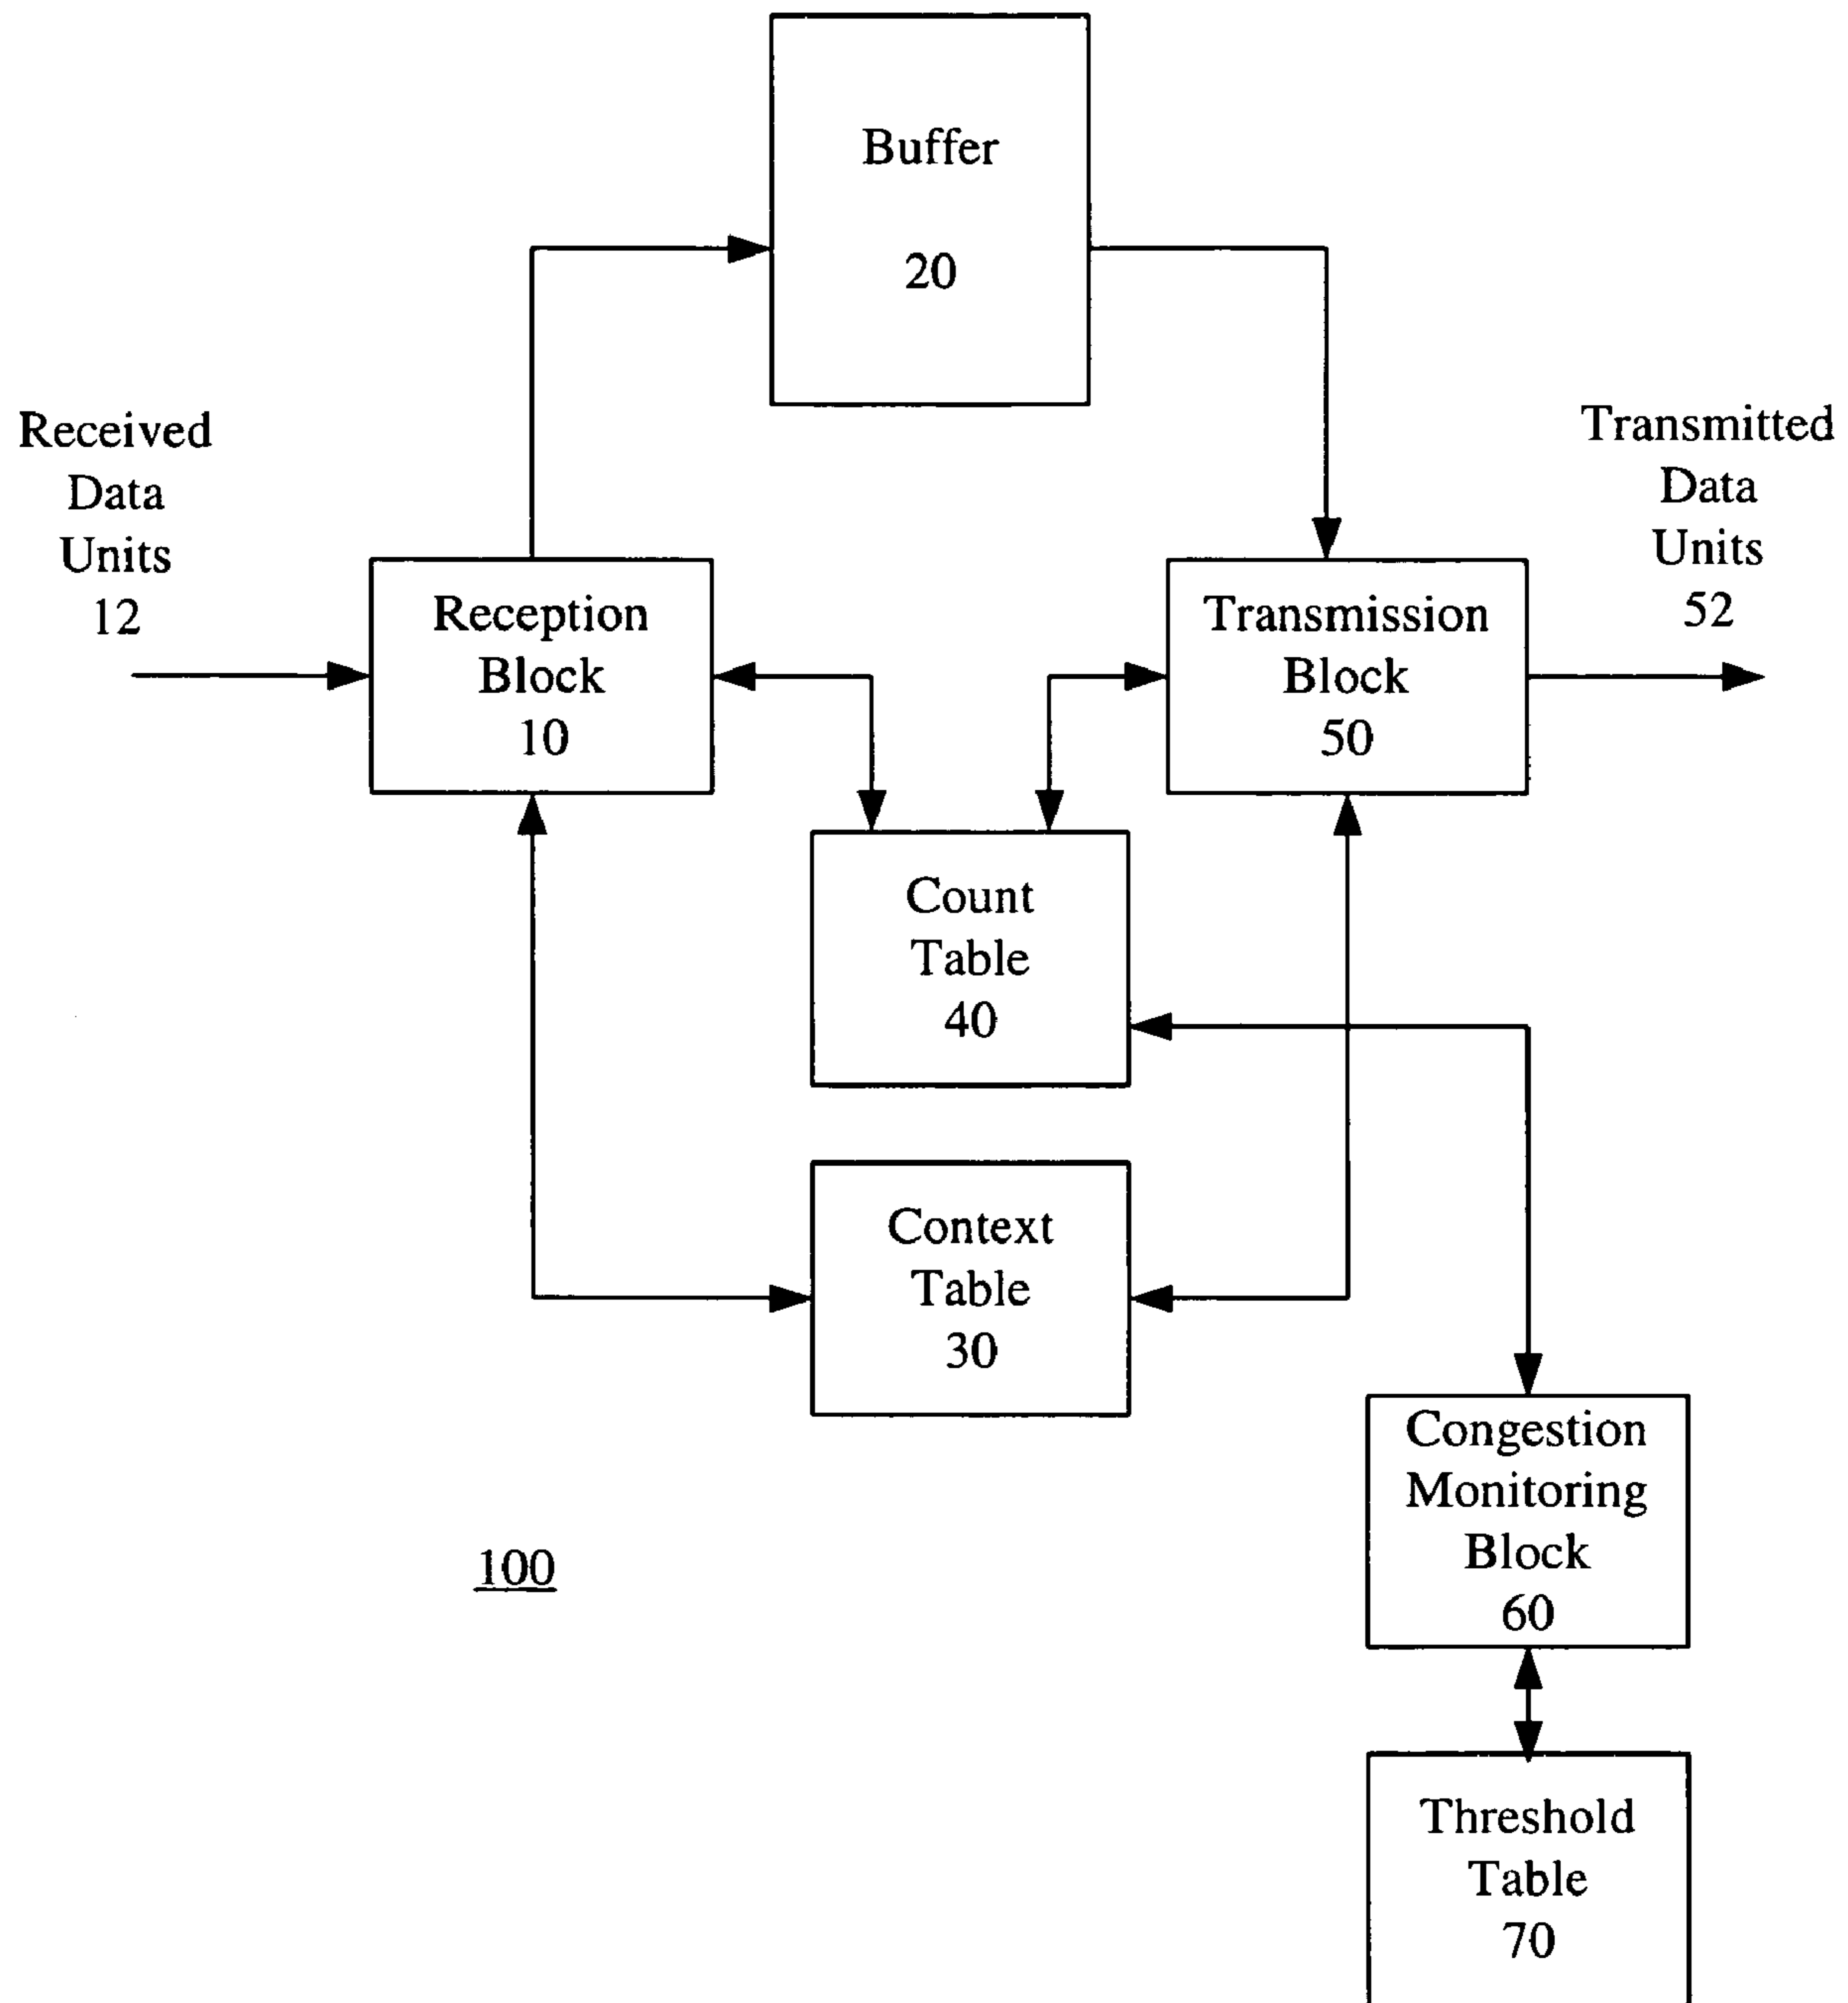 Buffer
20
Received
Data
Units
12
Transmitted
Data
Units
52
Reception
Block
10
Transmission
Block
50
Count
Table
40
Context
Table
30
Congestion
Monitoring
Block
60
100
Threshold
Table
70